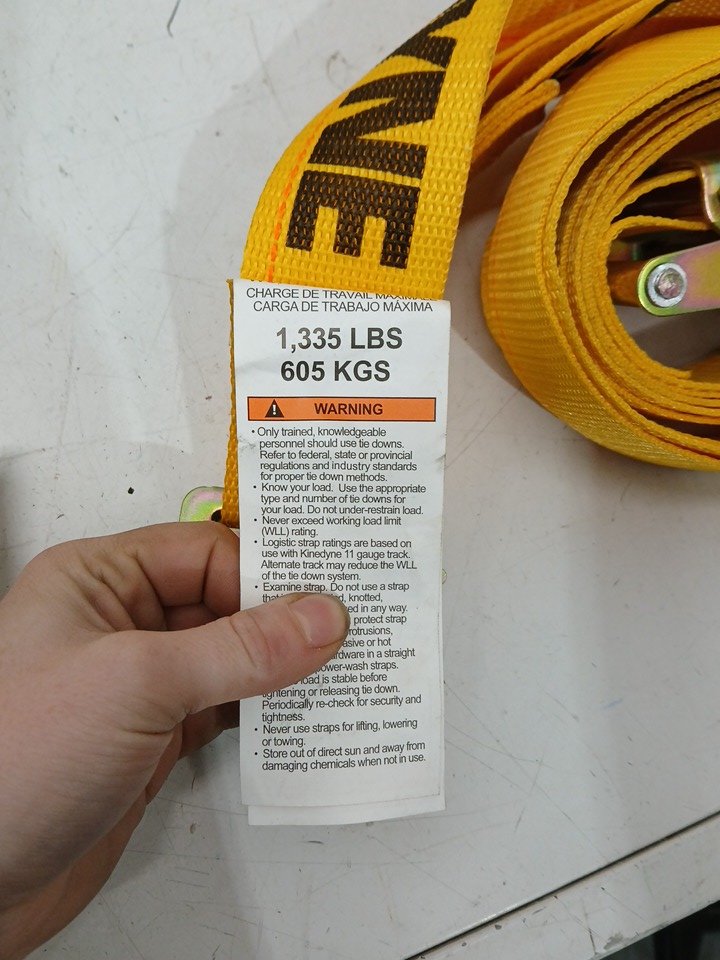 YNE
CHARGE DE TRAVAIL MAXIMALE
CARGA DE TRABAJO MÁXIMA
1,335 LBS
605 KGS
WARNING
• Only trained, knowledgeable
personnel should use tie downs.
Refer to federal, state or provincial
regulations and industry standards
for proper tie down methods.
• Know your load. Use the appropriate
type and number of tie downs for
your load. Do not under-restrain load.
• Never exceed working load limit
(WLL) rating.
• Logistic strap ratings are based on
use with Kinedyne 11 gauge track.
Alternate track may reduce the WLL
of the tie down system.
• Examine strap. Do not use a strap
knotted,
in any way.
protect strap
or hot
in a straight
straps.
load is stable before
tightening or releasing tie down.
Periodically re-check for security and
tightness.
• Never use straps for lifting, lowering
or towing.
• Store out of direct sun and away from
damaging chemicals when not in use.